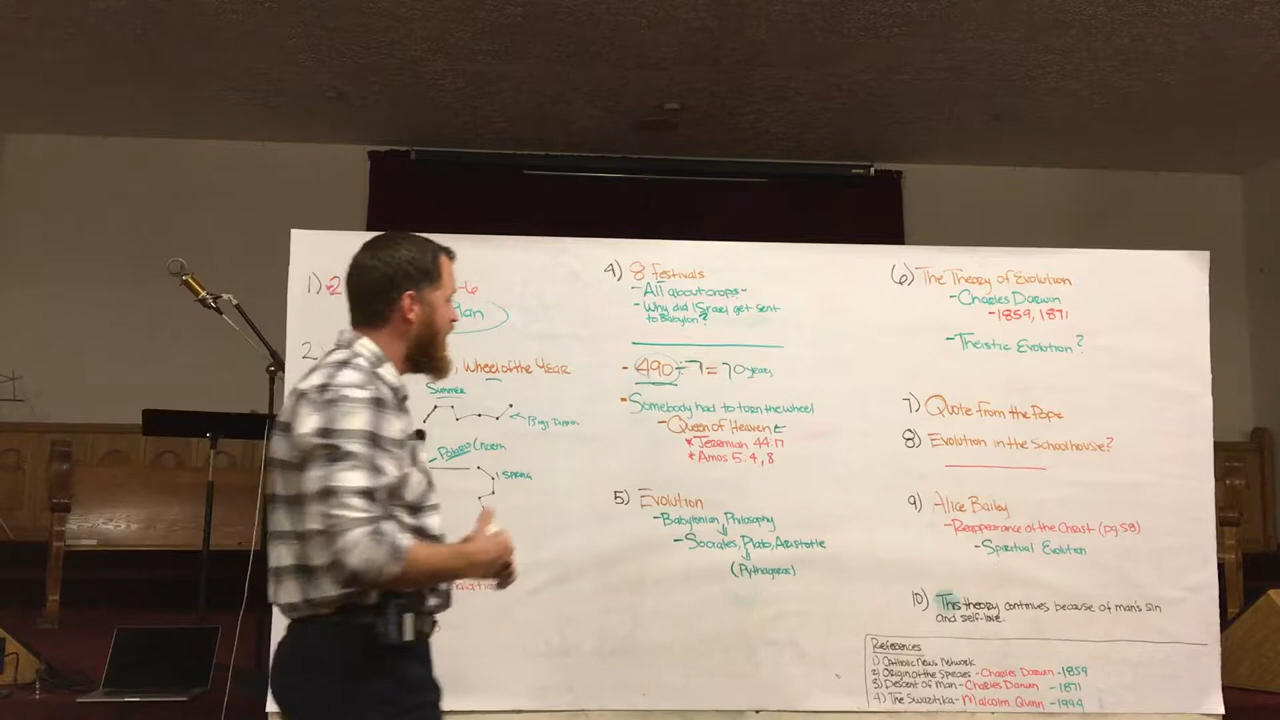 1) 2
-6
Plan
2.
, Wheel of the YEAR
Summer
Big Dipper
North
Spring
4) 8 Festivals
- All about crops -
- Why did Israel get sent
to Babylon?
- 490 ÷ 7 = 70 years
- Somebody had to turn the wheel
- Queen of Heaven
* Jeremiah 44:17
* Amos 5:4,8
5) Evolution
- Babylonian Philosophy
- Socrates, Plato, Aristotle
(Pythagoras)
6) The Theory of Evolution
- Charles Darwin
- 1859, 1871
- Theistic Evolution?
7) Quote from the Pope
8) Evolution in the Schoolhouse?
9) Alice Bailey
- Reappearance of the Christ (pg 58)
- Spiritual Evolution
10) This theory continues because of man's sin
and self-love.
References
1) Catholic News Network
2) Origin of the Species - Charles Darwin - 1859
3) Descent of Man - Charles Darwin - 1871
4) The Swastika - Malcolm Quinn - 1994